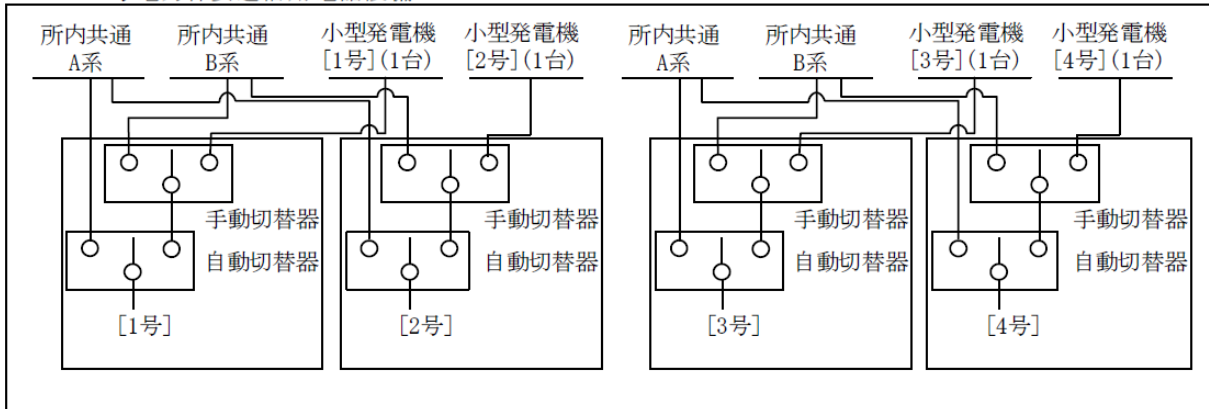 所内共通
A系
所内共通
B系
小型発電機
[1号](1台)
小型発電機
[2号](1台)
所内共通
A系
所内共通
B系
小型発電機
[3号](1台)
小型発電機
[4号](1台)
手動切替器
自動切替器
[1号]
手動切替器
自動切替器
[2号]
手動切替器
自動切替器
[3号]
手動切替器
自動切替器
[4号]